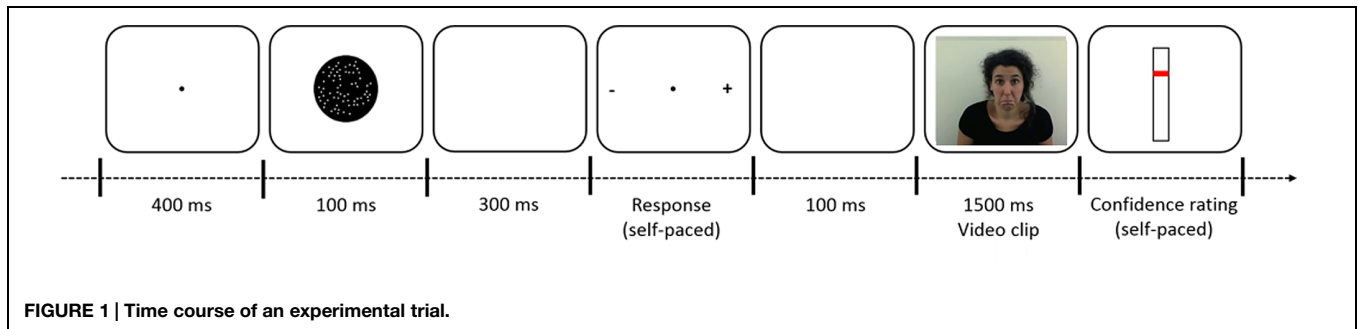 - +
400 ms 100 ms 300 ms Response 100 ms 1500 ms Confidence rating
(self-paced) Video clip (self-paced)
FIGURE 1 | Time course of an experimental trial.